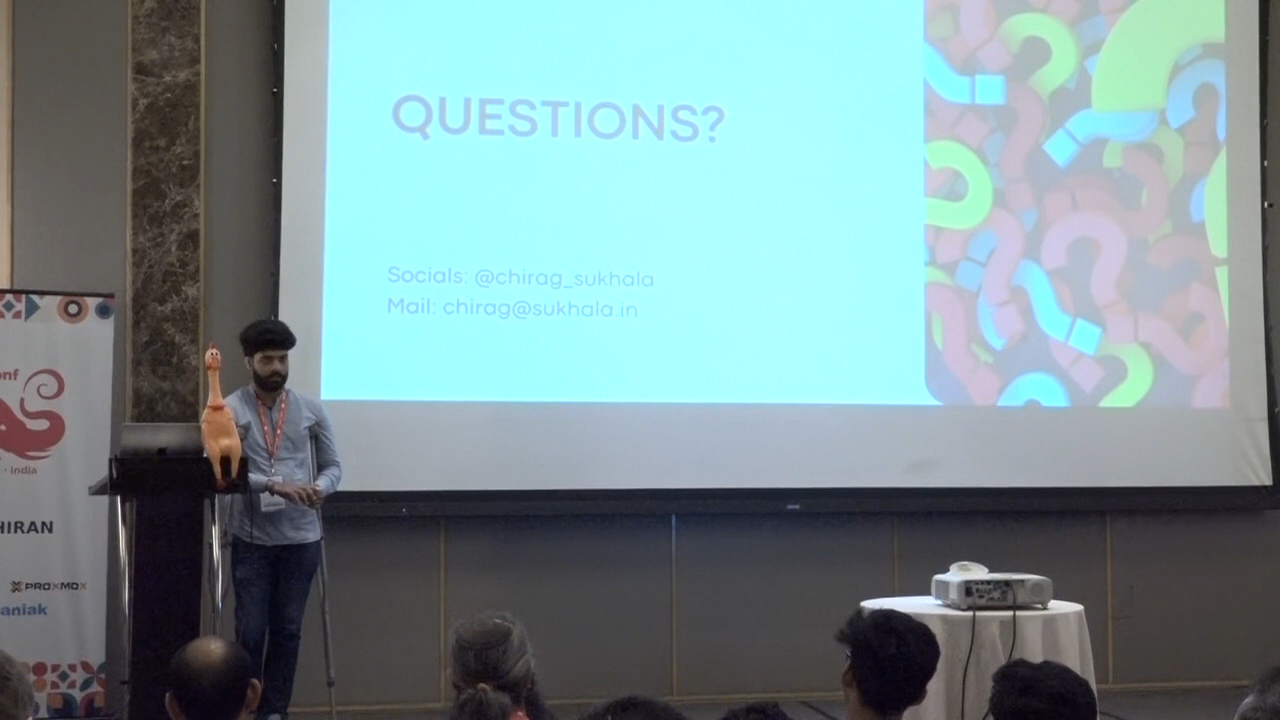 QUESTIONS?
Socials: @chirag_sukhala
Mail: chirag@sukhala.in
onf
· India
HIRAN
PROXMOX
aniak